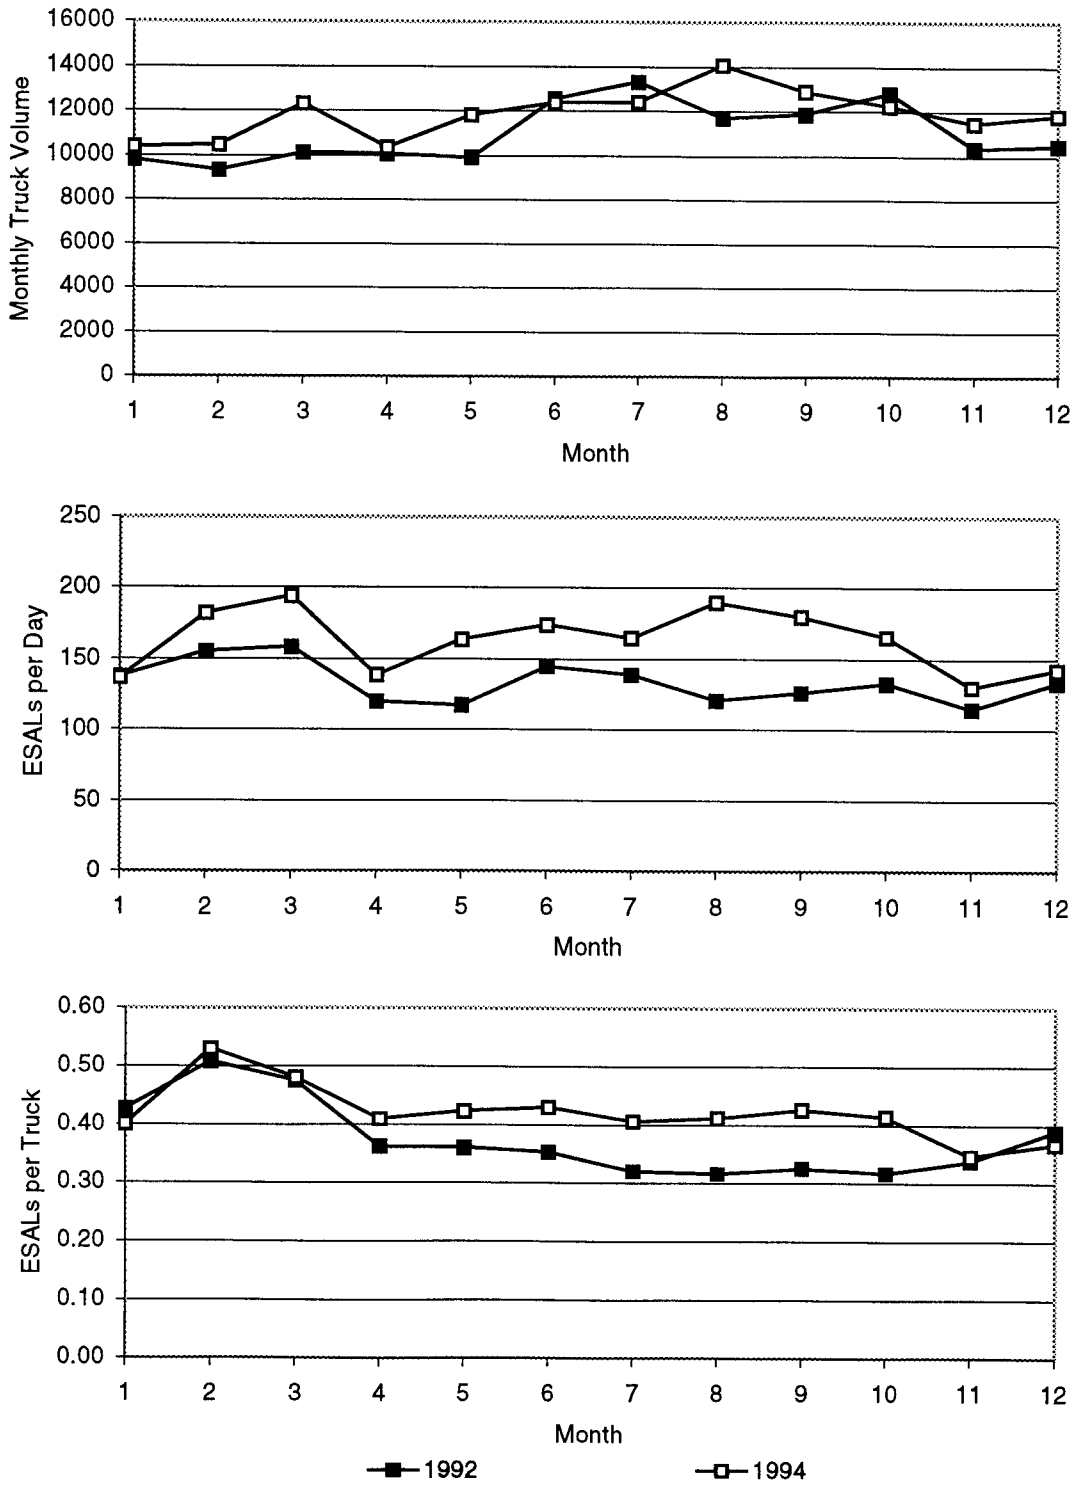 16000
14000
12000
10000
8000
6000
4000
2000
0
Monthly Truck Volume
1 2 3 4 5 6 7 8 9 10 11 12
Month
250
200
150
100
50
0
ESALs per Day
1 2 3 4 5 6 7 8 9 10 11 12
Month
0.60
0.50
0.40
0.30
0.20
0.10
0.00
ESALs per Truck
1 2 3 4 5 6 7 8 9 10 11 12
Month
1992 1994